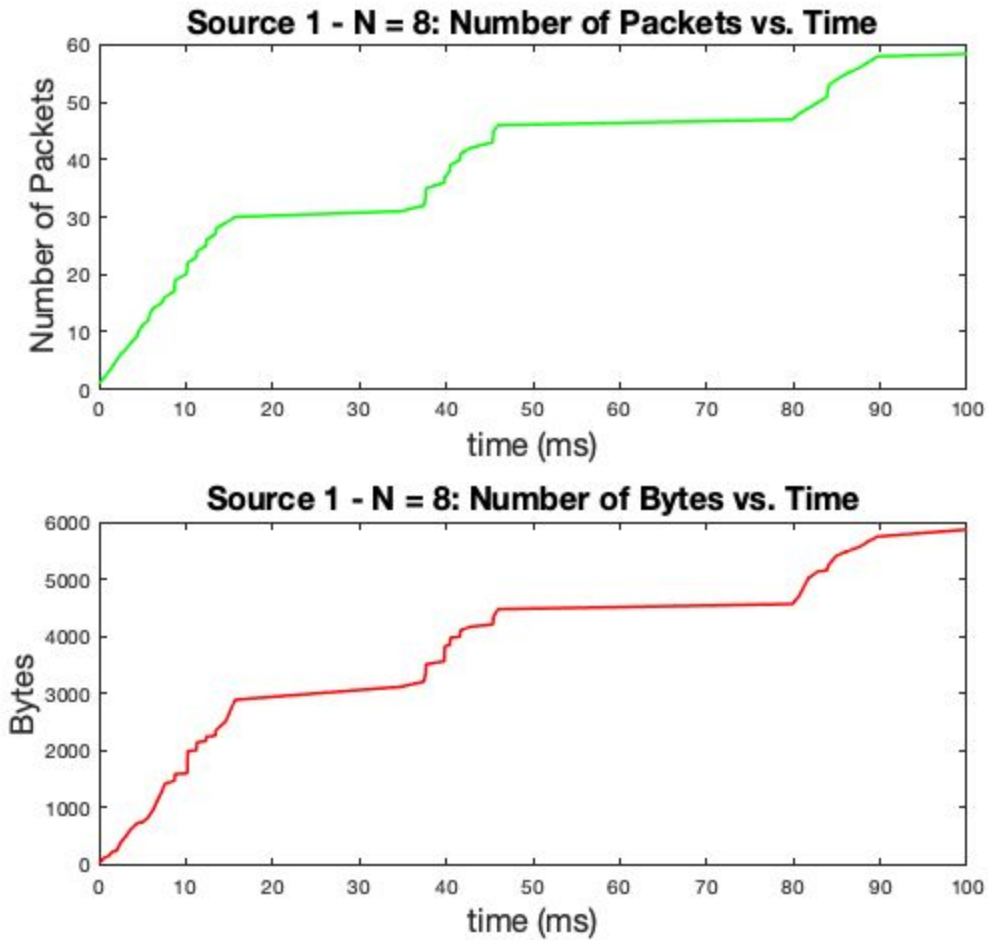 Source 1 - N = 8: Number of Packets vs. Time
Number of Packets
60
50
40
30
20
10
0
0 10 20 30 40 50 60 70 80 90 100
time (ms)
Source 1 - N = 8: Number of Bytes vs. Time
Bytes
6000
5000
4000
3000
2000
1000
0
0 10 20 30 40 50 60 70 80 90 100
time (ms)